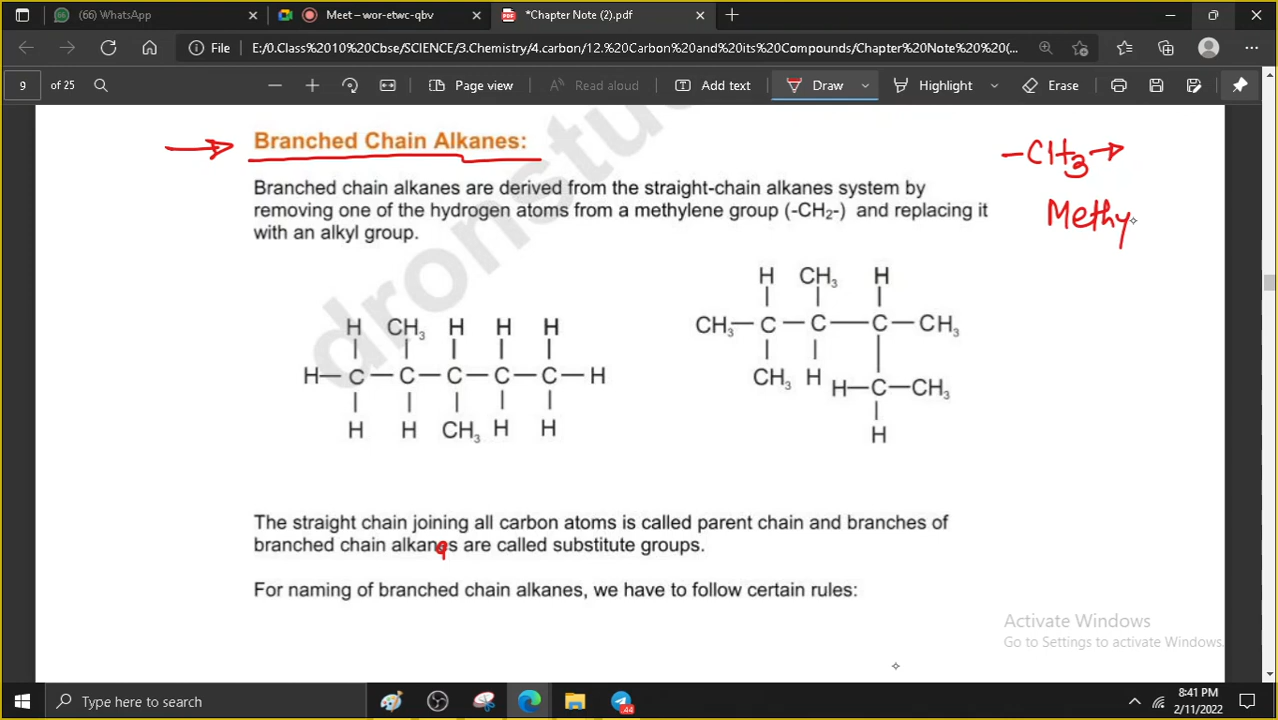 (66) WhatsApp
Meet – wor-etwc-qbv
*Chapter Note (2).pdf
File
E:/0.Class%2010%20Cbse/SCIENCE/3.Chemistry/4.carbon/12.%20Carbon%20and%20its%20Compounds/Chapter%20Note%20%20(...
9 of 25
Page view
Read aloud
Add text
Draw
Highlight
Erase
Branched Chain Alkanes:
-CH3→
Methy
Branched chain alkanes are derived from the straight-chain alkanes system by
removing one of the hydrogen atoms from a methylene group (-CH₂-) and replacing it
with an alkyl group.
dronstu
H CH₃ H
CH₃— C — C — C — CH₃
CH₃ H H—C—CH₃
H
H CH₃ H H H
H— C — C — C — C — C — H
H H CH₃ H H
The straight chain joining all carbon atoms is called parent chain and branches of
branched chain alkanes are called substitute groups.
For naming of branched chain alkanes, we have to follow certain rules:
Activate Windows
Go to Settings to activate Windows.
Type here to search
44
8:41 PM
2/11/2022